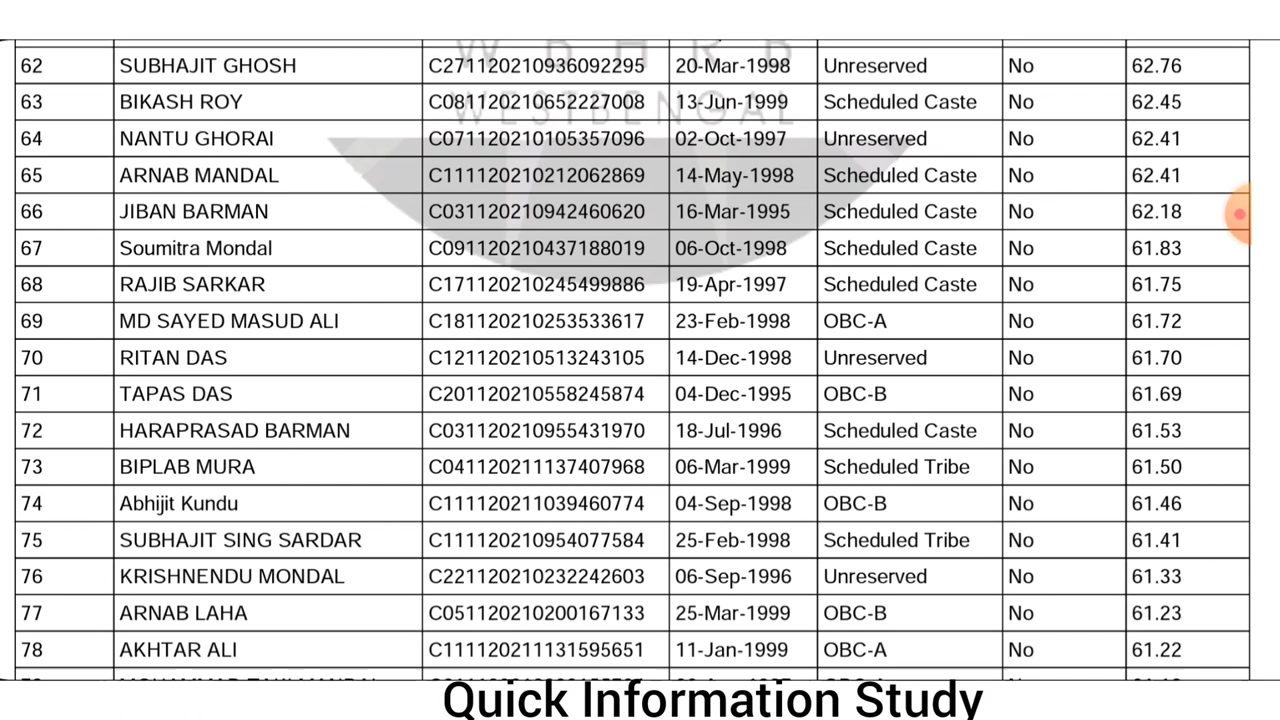 W B H R B
WESTBENGAL
62 SUBHAJIT GHOSH C271120210936092295 20-Mar-1998 Unreserved No 62.76
63 BIKASH ROY C081120210652227008 13-Jun-1999 Scheduled Caste No 62.45
64 NANTU GHORAI C071120210105357096 02-Oct-1997 Unreserved No 62.41
65 ARNAB MANDAL C111120210212062869 14-May-1998 Scheduled Caste No 62.41
66 JIBAN BARMAN C031120210942460620 16-Mar-1995 Scheduled Caste No 62.18
67 Soumitra Mondal C091120210437188019 06-Oct-1998 Scheduled Caste No 61.83
68 RAJIB SARKAR C171120210245499886 19-Apr-1997 Scheduled Caste No 61.75
69 MD SAYED MASUD ALI C181120210253533617 23-Feb-1998 OBC-A No 61.72
70 RITAN DAS C121120210513243105 14-Dec-1998 Unreserved No 61.70
71 TAPAS DAS C201120210558245874 04-Dec-1995 OBC-B No 61.69
72 HARAPRASAD BARMAN C031120210955431970 18-Jul-1996 Scheduled Caste No 61.53
73 BIPLAB MURA C041120211137407968 06-Mar-1999 Scheduled Tribe No 61.50
74 Abhijit Kundu C111120211039460774 04-Sep-1998 OBC-B No 61.46
75 SUBHAJIT SING SARDAR C111120210954077584 25-Feb-1998 Scheduled Tribe No 61.41
76 KRISHNENDU MONDAL C221120210232242603 06-Sep-1996 Unreserved No 61.33
77 ARNAB LAHA C051120210200167133 25-Mar-1999 OBC-B No 61.23
78 AKHTAR ALI C111120211131595651 11-Jan-1999 OBC-A No 61.22
Quick Information Study